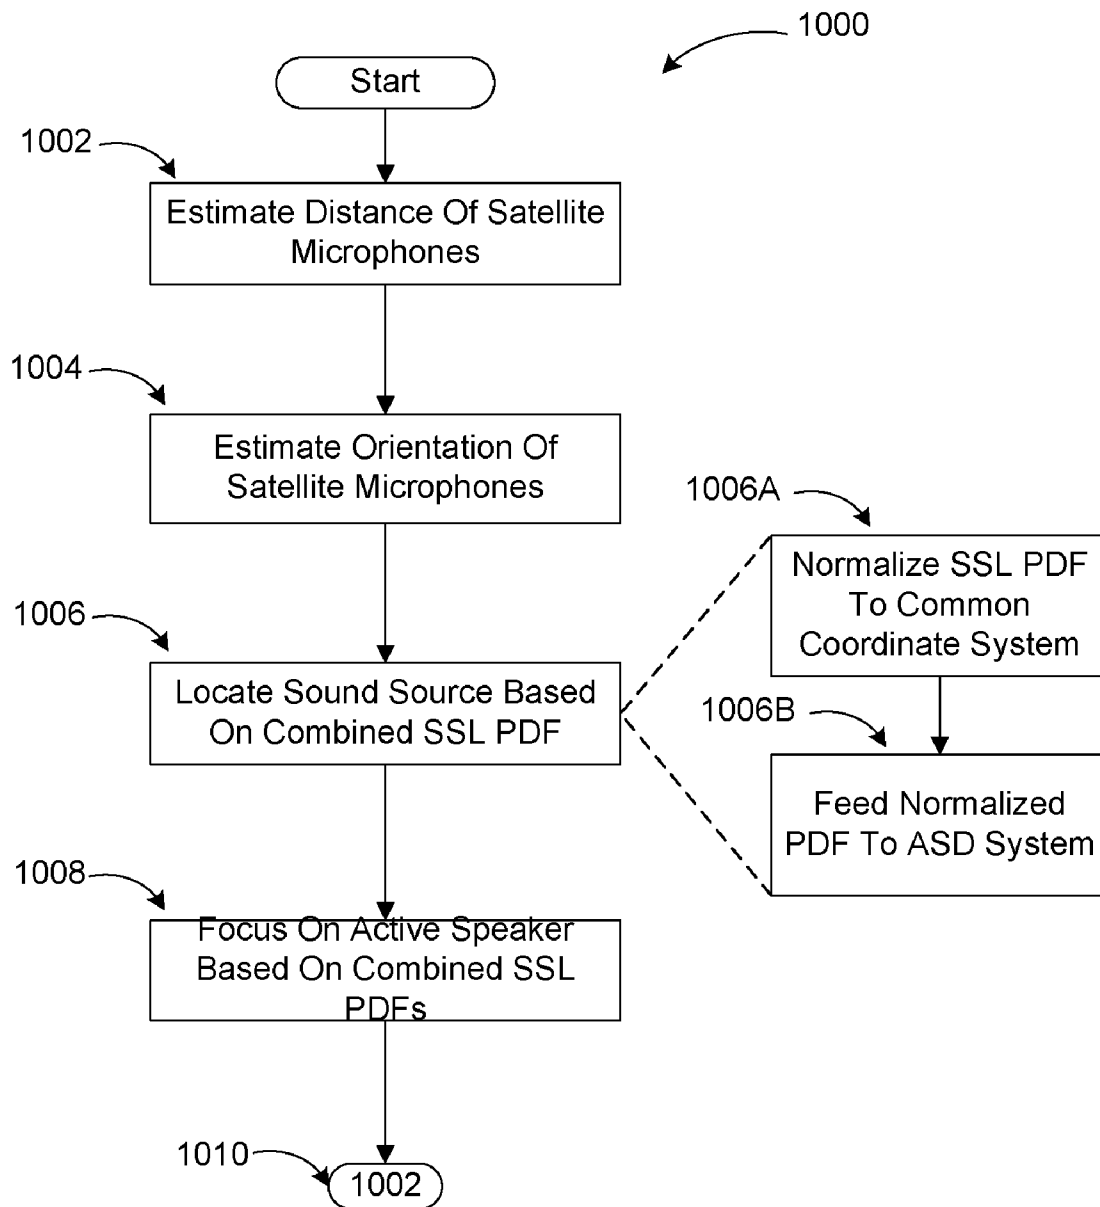 1000
Start
1002
Estimate Distance Of Satellite
Microphones
1004
Estimate Orientation Of
Satellite Microphones
1006A
Normalize SSL PDF
To Common
Coordinate System
1006
Locate Sound Source Based
On Combined SSL PDF
1006B
Feed Normalized
PDF To ASD System
1008
Focus On Active Speaker
Based On Combined SSL
PDFs
1010
1002